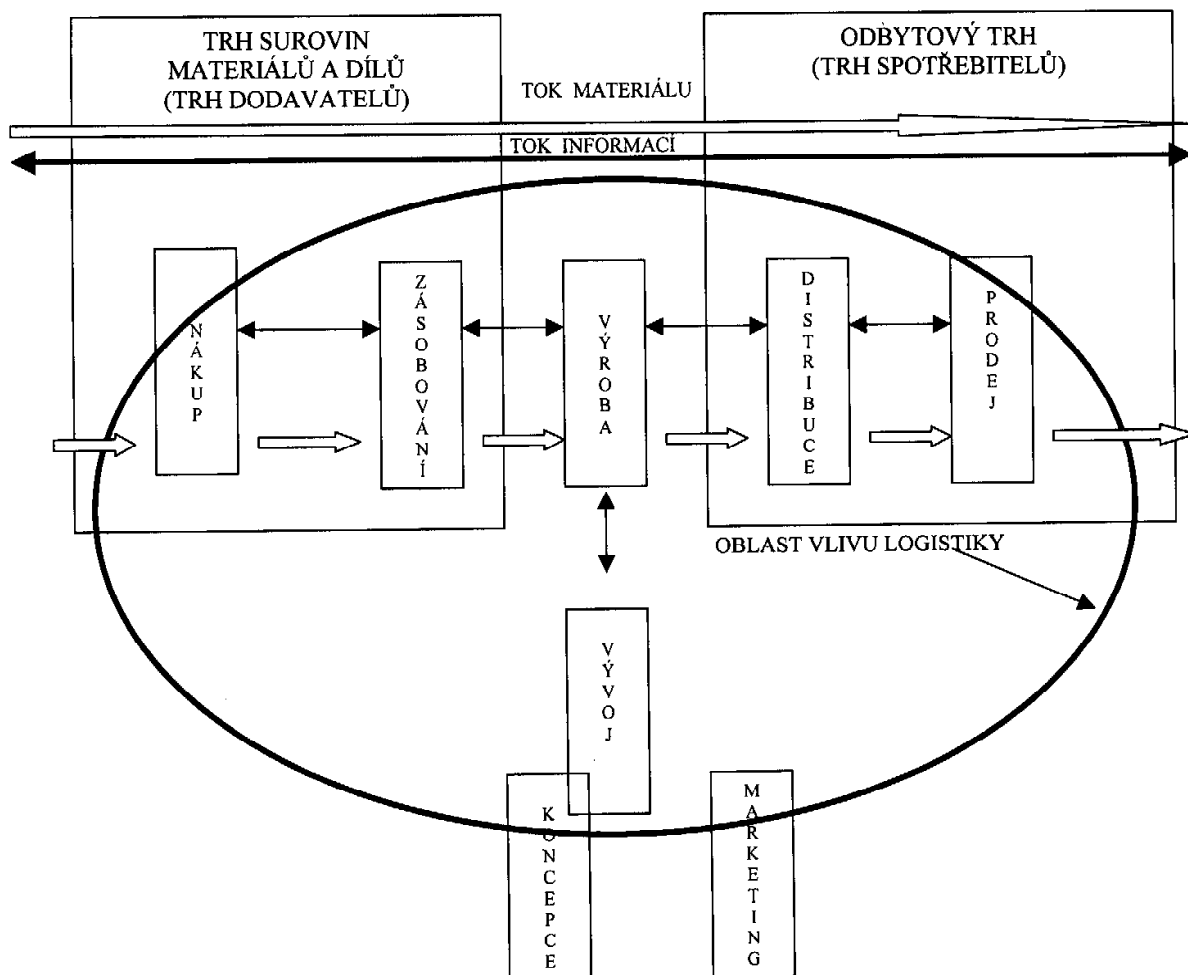 TRH SUROVIN
MATERIÁLŮ A DÍLŮ
(TRH DODAVATELŮ)
ODBYTOVÝ TRH
(TRH SPOTŘEBITELŮ)
TOK MATERIÁLU
TOK INFORMACÍ
NÁKUP
ZÁSOBOVÁNÍ
VÝROBA
DISTRIBUCE
PRODEJ
OBLAST VLIVU LOGISTIKY
VÝVOJ
KONCEPCE
MARKETING